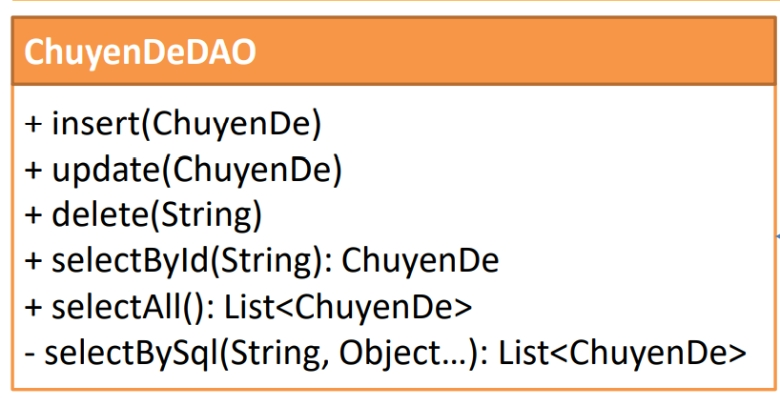 ChuyenDeDAO
+ insert(ChuyenDe)
+ update(ChuyenDe)
+ delete(String)
+ selectById(String): ChuyenDe
+ selectAll(): List<ChuyenDe>
- selectBySql(String, Object...): List<ChuyenDe>